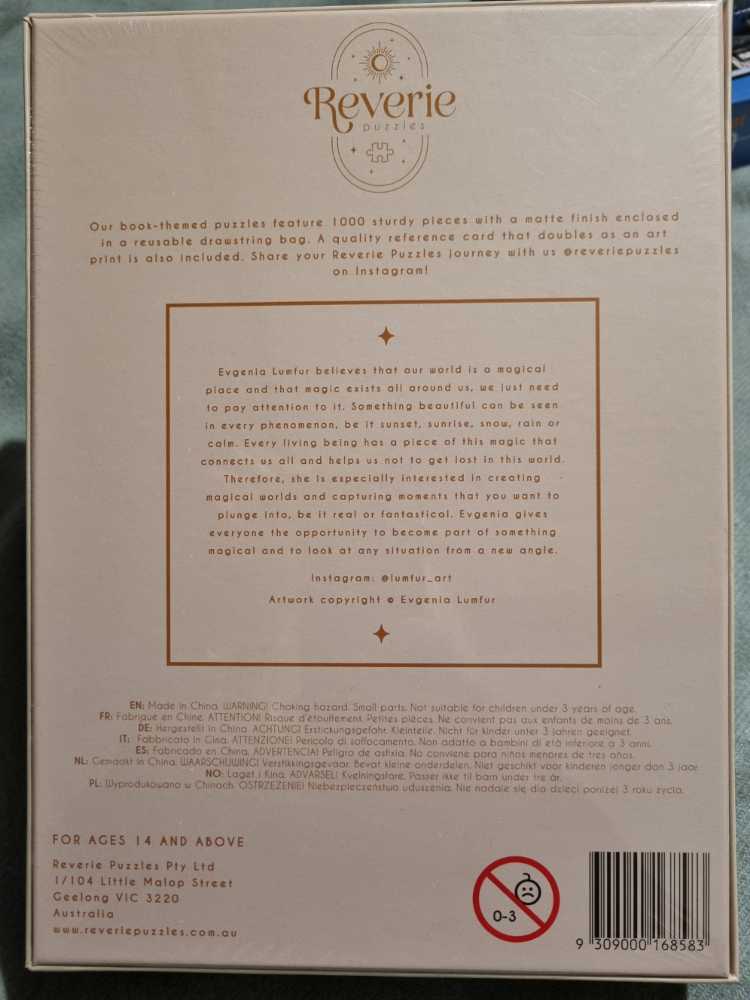 Reverie
puzzles
Our book-themed puzzles feature 1000 sturdy pieces with a matte finish enclosed
in a reusable drawstring bag. A quality reference card that doubles as an art
print is also included. Share your Reverie Puzzles journey with us @reveriepuzzles
on Instagram!
Evgenia Lumfur believes that our world is a magical
place and that magic exists all around us, we just need
to pay attention to it. Something beautiful can be seen
in every phenomenon, be it sunset, sunrise, snow, rain or
calm. Every living being has a piece of this magic that
connects us all and helps us not to get lost in this world.
Therefore, she is especially interested in creating
magical worlds and capturing moments that you want to
plunge into, be it real or fantastical. Evgenia gives
everyone the opportunity to become part of something
magical and to look at any situation from a new angle.
Instagram: @lumfur_art
Artwork copyright © Evgenia Lumfur
EN: Made in China. WARNING! Choking hazard. Small parts. Not suitable for children under 3 years of age.
FR: Fabriqué en Chine. ATTENTION! Risque d'étouffement. Petites pièces. Ne convient pas aux enfants de moins de 3 ans.
DE: Hergestellt in China. ACHTUNG! Erstickungsgefahr. Kleinteile. Nicht für kinder unter 3 jahren geeignet.
IT: Fabbricato in Cina. ATTENZIONE! Pericolo di soffocamento. Non adatto a bambini di età inferiore a 3 anni.
ES: Fabricado en China. ADVERTENCIA! Peligro de asfixia. No conviene para niños menores de tres años.
NL: Gemaakt in China. WAARSCHUWING! Verstikkingsgevaar. Bevat kleine onderdelen. Niet geschikt voor kinderen jonger dan 3 jaar.
NO: Laget i Kina. ADVARSEL! Kvelningsfare. Passer ikke til barn under tre år.
PL: Wyprodukowano w Chinach. OSTRZEŻENIE! Niebezpieczeństwo uduszenia. Nie nadaje się dla dzieci poniżej 3 roku życia.
FOR AGES 14 AND ABOVE
Reverie Puzzles Pty Ltd
1/104 Little Malop Street
Geelong VIC 3220
Australia
www.reveriepuzzles.com.au
0-3
9 309000 168583